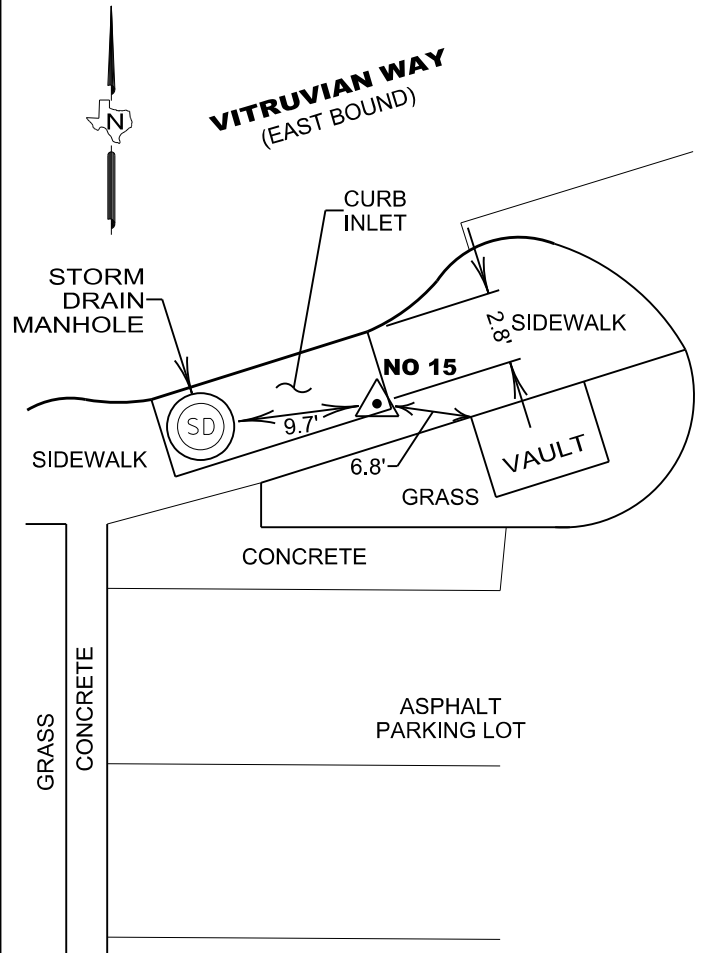 N
VITRUVIAN WAY
(EAST BOUND)
CURB
INLET
STORM
DRAIN
MANHOLE
2.8'
SIDEWALK
NO 15
SD
9.7'
6.8'
SIDEWALK
VAULT
GRASS
CONCRETE
GRASS
CONCRETE
ASPHALT
PARKING LOT